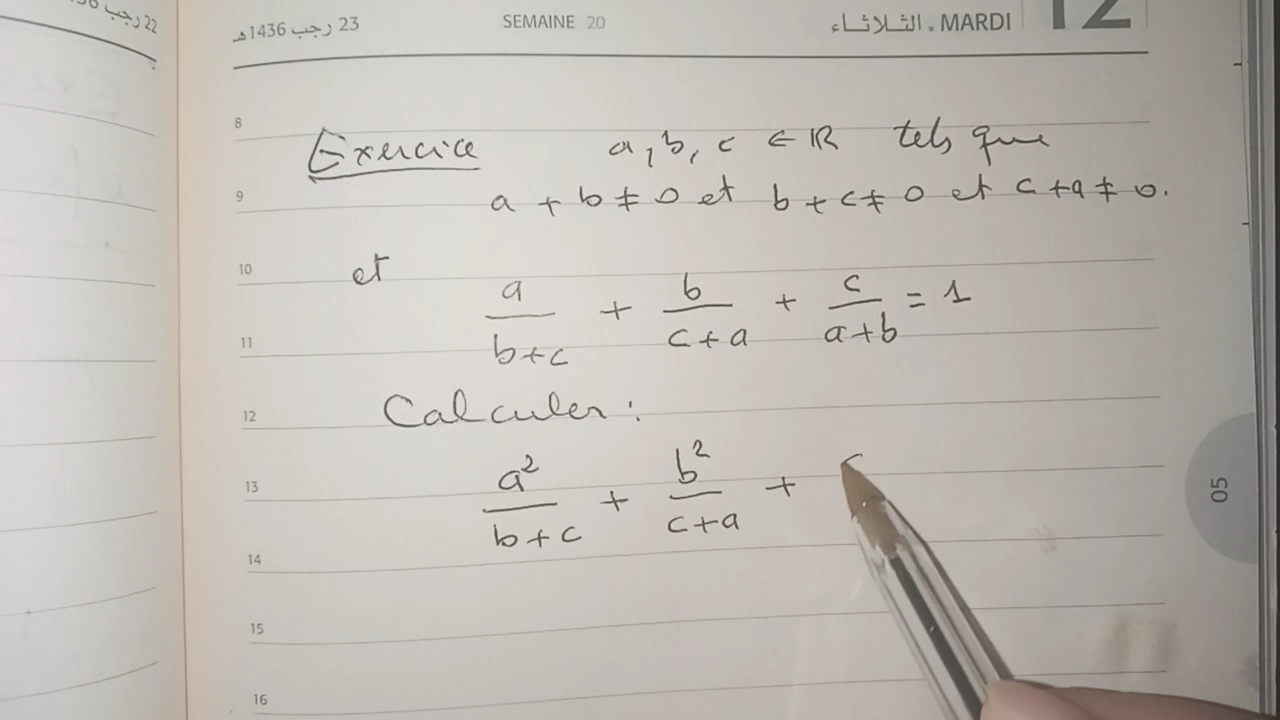 22 رجب
23 رجب 1436هـ SEMAINE 20 الثلاثاء . MARDI 12
8
Exercice a, b, c ∈ ℝ tels que
9
a + b ≠ 0 et b + c ≠ 0 et c + a ≠ 0.
10
et a/(b+c) + b/(c+a) + c/(a+b) = 1
11
12
Calculer :
13
a²/(b+c) + b²/(c+a) + c
14
15
16
05